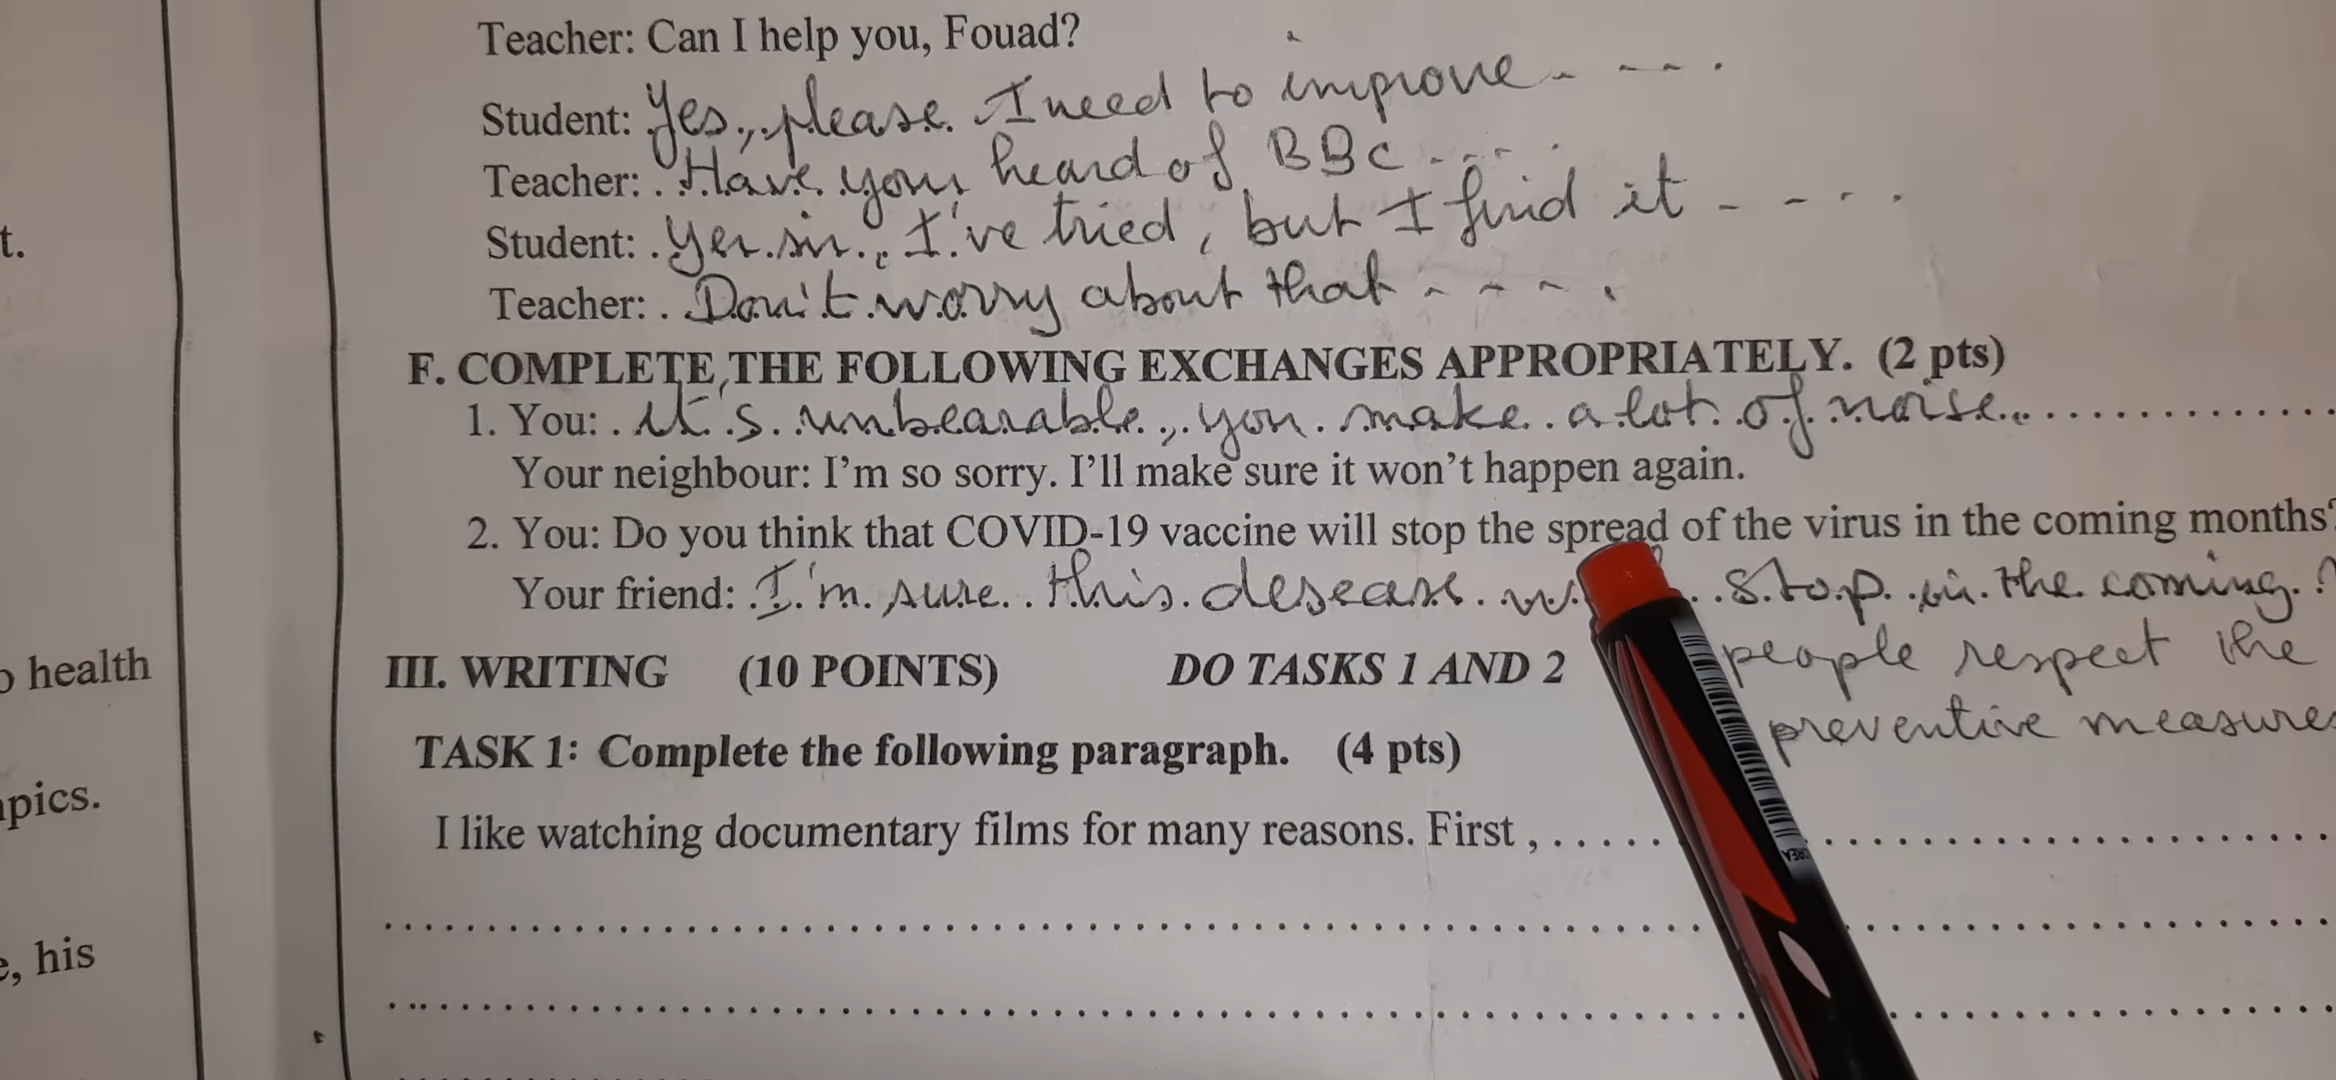 Teacher: Can I help you, Fouad?
Student: Yes, please. I need to improve - - - - .
t.
Teacher: Have you heard of BBC - - - - .
Student: Yes sir, I've tried, but I find it - - - - .
Teacher: Don't worry about that - - - - .
F. COMPLETE THE FOLLOWING EXCHANGES APPROPRIATELY. (2 pts)
1. You: it's unbearable, you make a lot of noise...............
Your neighbour: I'm so sorry. I'll make sure it won't happen again.
2. You: Do you think that COVID-19 vaccine will stop the spread of the virus in the coming months?
Your friend: I'm sure this desease stop in the coming
people respect the
preventive measures
health
III. WRITING (10 POINTS) DO TASKS 1 AND 2
TASK 1: Complete the following paragraph. (4 pts)
pics.
I like watching documentary films for many reasons. First , ....................
, his